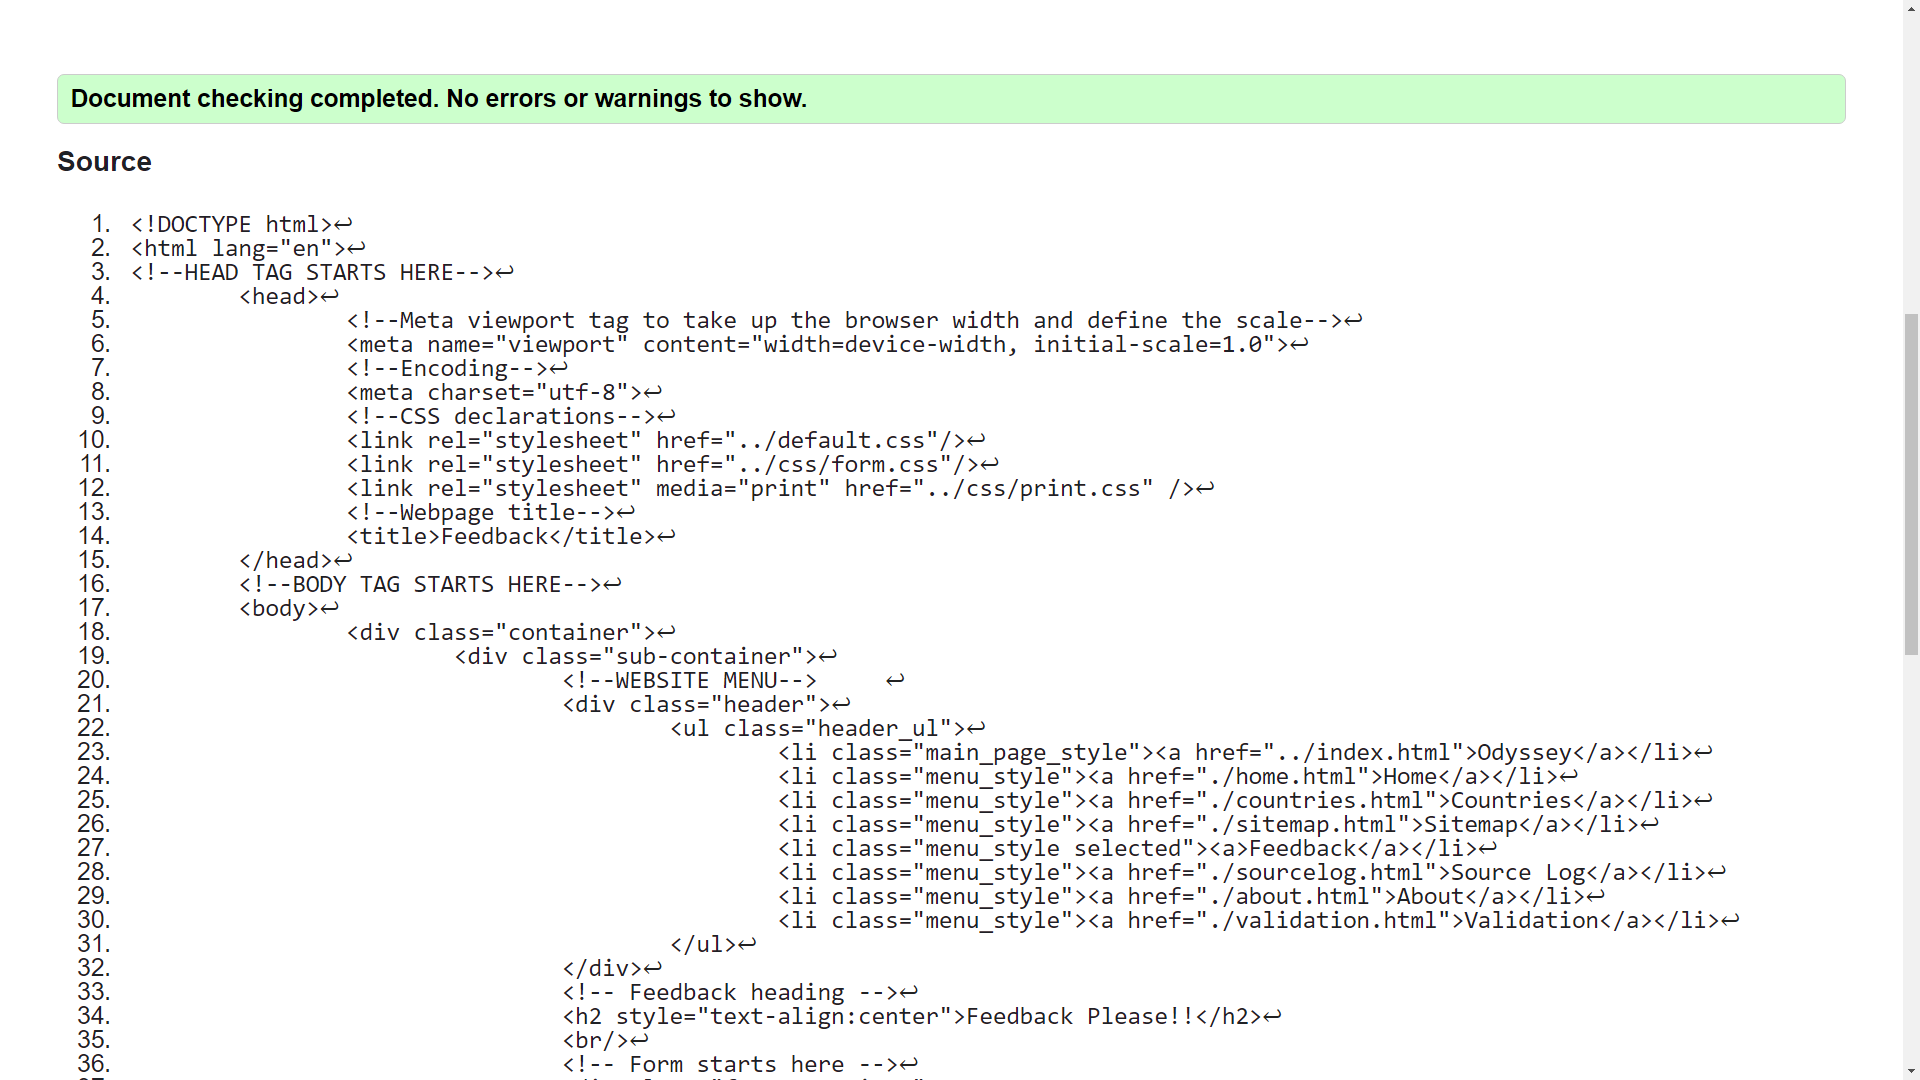 Document checking completed. No errors or warnings to show.
Source
1. <!DOCTYPE html>↩
2. <html lang="en">↩
3. <!--HEAD TAG STARTS HERE-->↩
4. <head>↩
5. <!--Meta viewport tag to take up the browser width and define the scale-->↩
6. <meta name="viewport" content="width=device-width, initial-scale=1.0">↩
7. <!--Encoding-->↩
8. <meta charset="utf-8">↩
9. <!--CSS declarations-->↩
10. <link rel="stylesheet" href="../default.css"/>↩
11. <link rel="stylesheet" href="../css/form.css"/>↩
12. <link rel="stylesheet" media="print" href="../css/print.css" />↩
13. <!--Webpage title-->↩
14. <title>Feedback</title>↩
15. </head>↩
16. <!--BODY TAG STARTS HERE-->↩
17. <body>↩
18. <div class="container">↩
19. <div class="sub-container">↩
20. <!--WEBSITE MENU--> ↩
21. <div class="header">↩
22. <ul class="header_ul">↩
23. <li class="main_page_style"><a href="../index.html">Odyssey</a></li>↩
24. <li class="menu_style"><a href="./home.html">Home</a></li>↩
25. <li class="menu_style"><a href="./countries.html">Countries</a></li>↩
26. <li class="menu_style"><a href="./sitemap.html">Sitemap</a></li>↩
27. <li class="menu_style selected"><a>Feedback</a></li>↩
28. <li class="menu_style"><a href="./sourcelog.html">Source Log</a></li>↩
29. <li class="menu_style"><a href="./about.html">About</a></li>↩
30. <li class="menu_style"><a href="./validation.html">Validation</a></li>↩
31. </ul>↩
32. </div>↩
33. <!-- Feedback heading -->↩
34. <h2 style="text-align:center">Feedback Please!!</h2>↩
35. <br/>↩
36. <!-- Form starts here -->↩